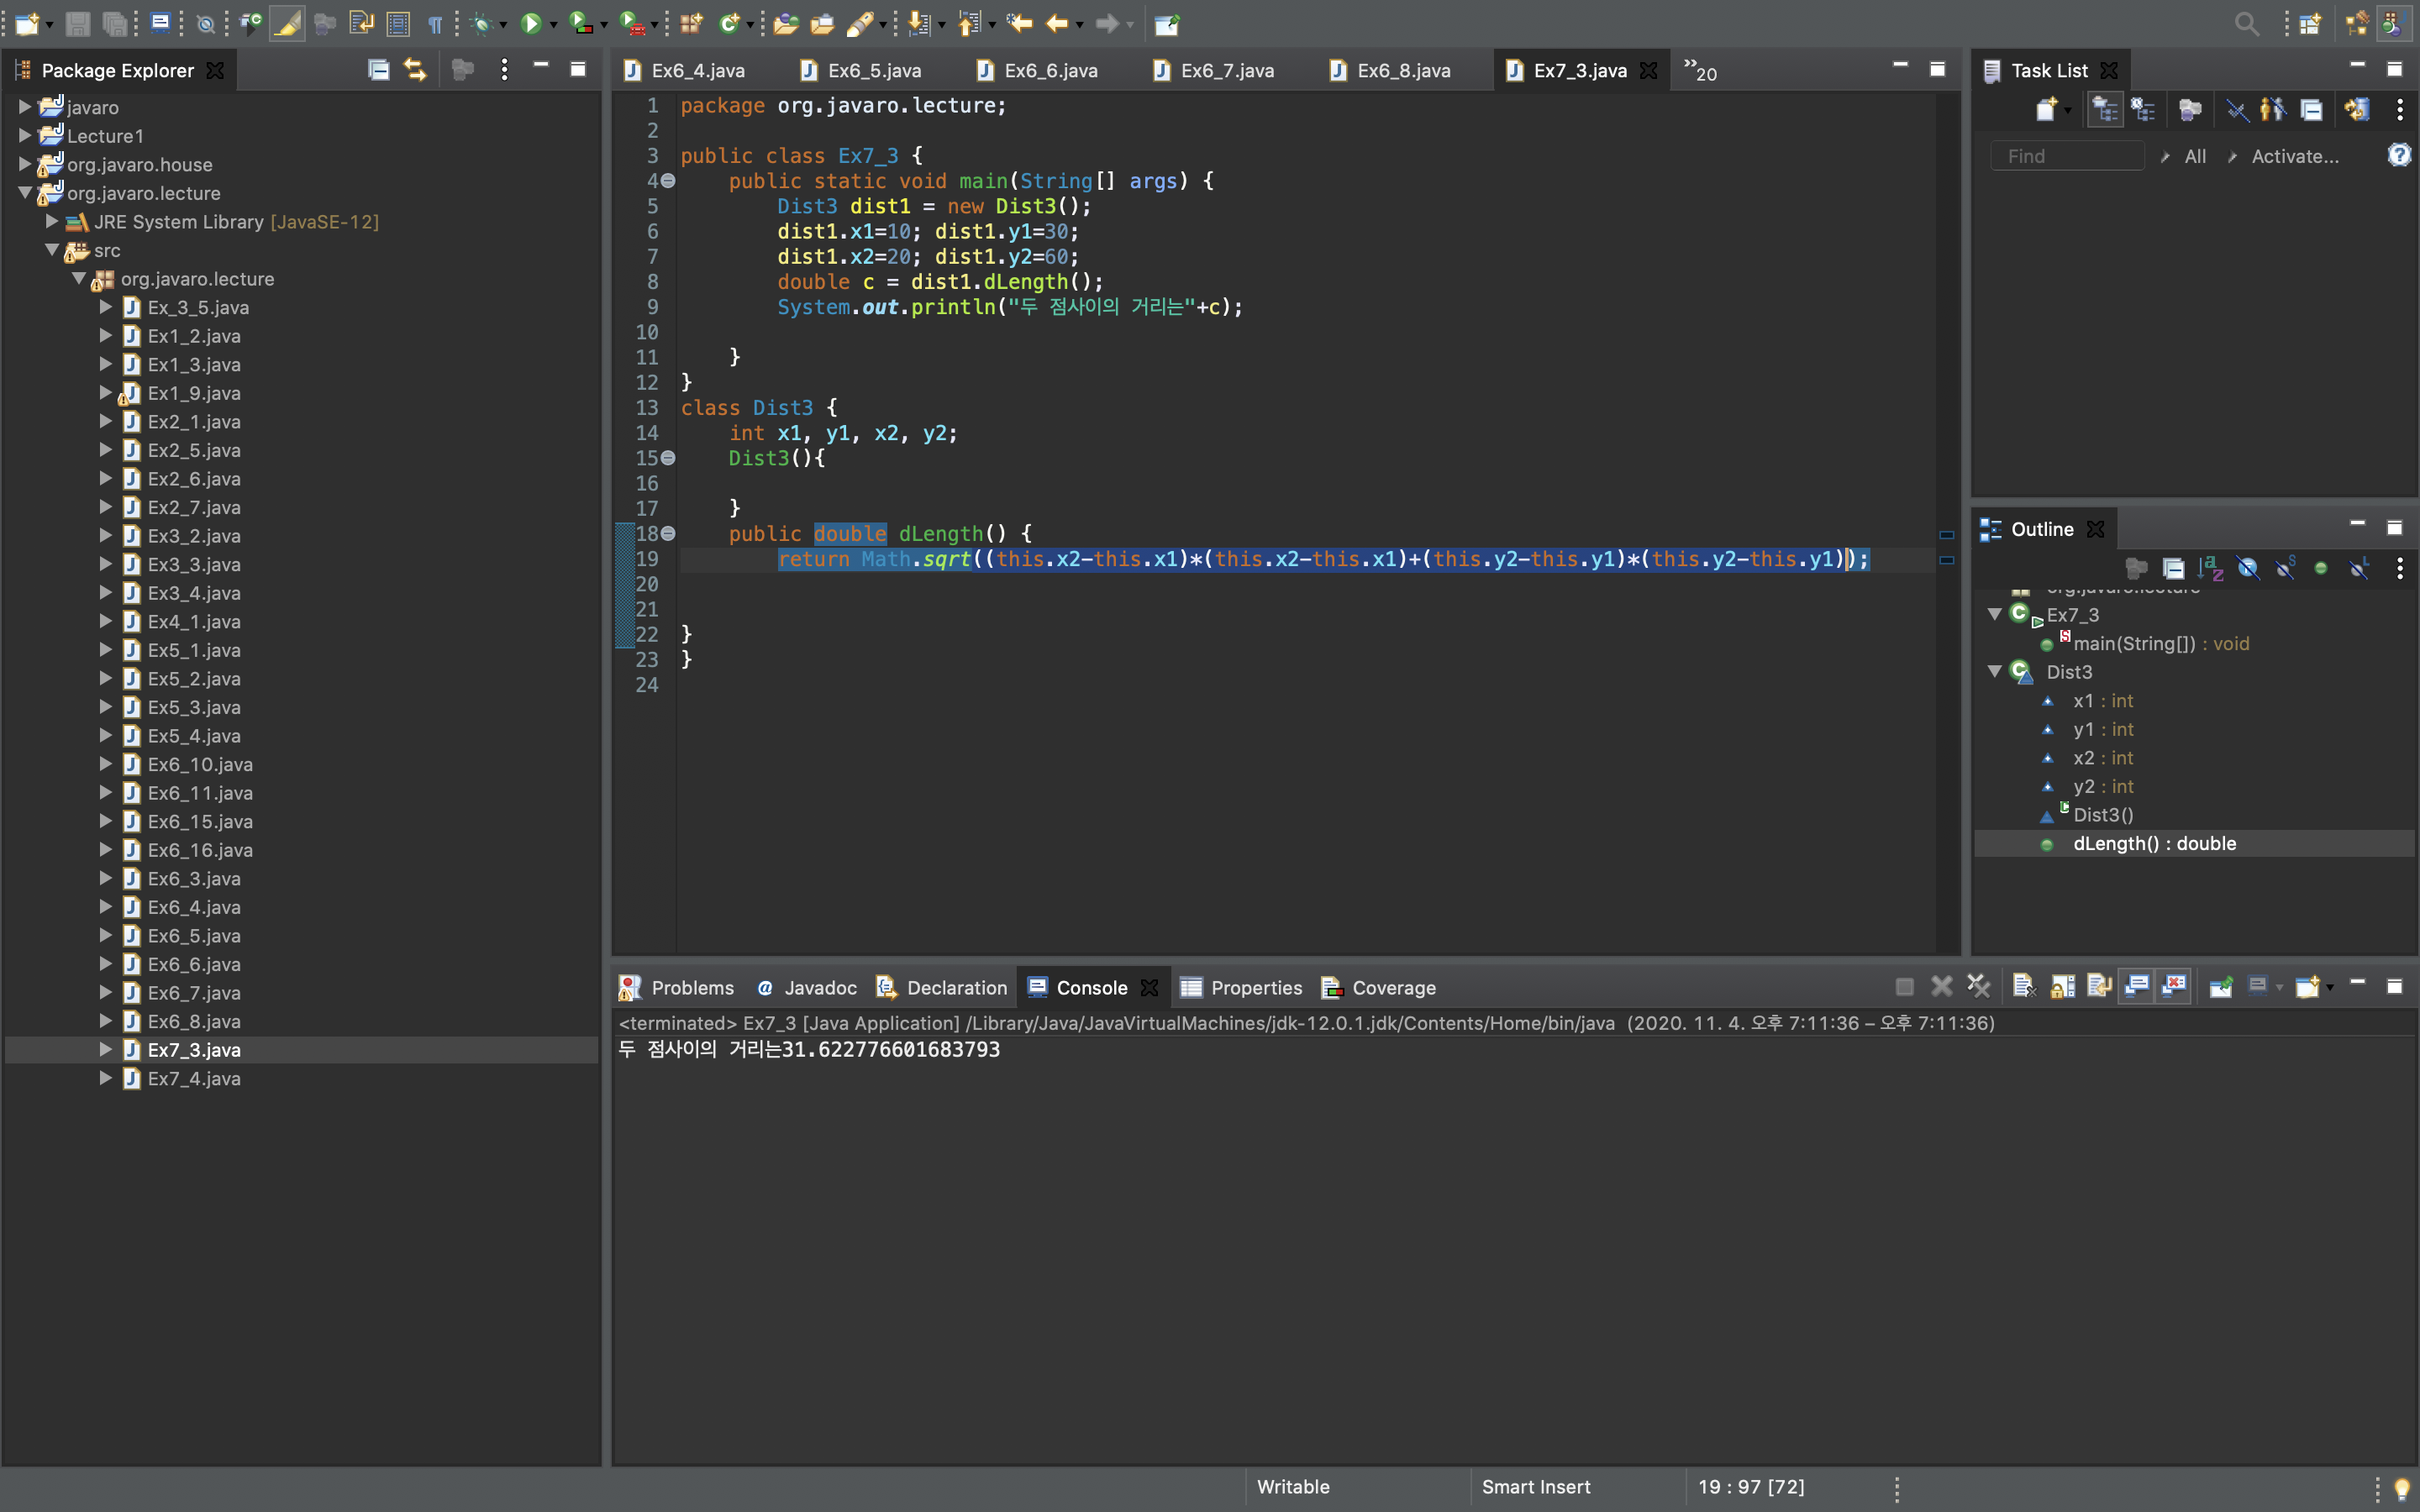 Package Explorer
javaro
Lecture1
org.javaro.house
org.javaro.lecture
JRE System Library [JavaSE-12]
src
org.javaro.lecture
Ex_3_5.java
Ex1_2.java
Ex1_3.java
Ex1_9.java
Ex2_1.java
Ex2_5.java
Ex2_6.java
Ex2_7.java
Ex3_2.java
Ex3_3.java
Ex3_4.java
Ex4_1.java
Ex5_1.java
Ex5_2.java
Ex5_3.java
Ex5_4.java
Ex6_10.java
Ex6_11.java
Ex6_15.java
Ex6_16.java
Ex6_3.java
Ex6_4.java
Ex6_5.java
Ex6_6.java
Ex6_7.java
Ex6_8.java
Ex7_3.java
Ex7_4.java
Ex6_4.java Ex6_5.java Ex6_6.java Ex6_7.java Ex6_8.java Ex7_3.java »20
1 package org.javaro.lecture;
2
3 public class Ex7_3 {
4 public static void main(String[] args) {
5 Dist3 dist1 = new Dist3();
6 dist1.x1=10; dist1.y1=30;
7 dist1.x2=20; dist1.y2=60;
8 double c = dist1.dLength();
9 System.out.println("두 점사이의 거리는"+c);
10
11 }
12 }
13 class Dist3 {
14 int x1, y1, x2, y2;
15 Dist3(){
16
17 }
18 public double dLength() {
19 return Math.sqrt((this.x2-this.x1)*(this.x2-this.x1)+(this.y2-this.y1)*(this.y2-this.y1));
20
21
22 }
23 }
24
Task List
Find All Activate...
Outline
org.javaro.lecture
Ex7_3
main(String[]) : void
Dist3
x1 : int
y1 : int
x2 : int
y2 : int
Dist3()
dLength() : double
Problems Javadoc Declaration Console Properties Coverage
<terminated> Ex7_3 [Java Application] /Library/Java/JavaVirtualMachines/jdk-12.0.1.jdk/Contents/Home/bin/java (2020. 11. 4. 오후 7:11:36 – 오후 7:11:36)
두 점사이의 거리는31.622776601683793
Writable Smart Insert 19 : 97 [72]